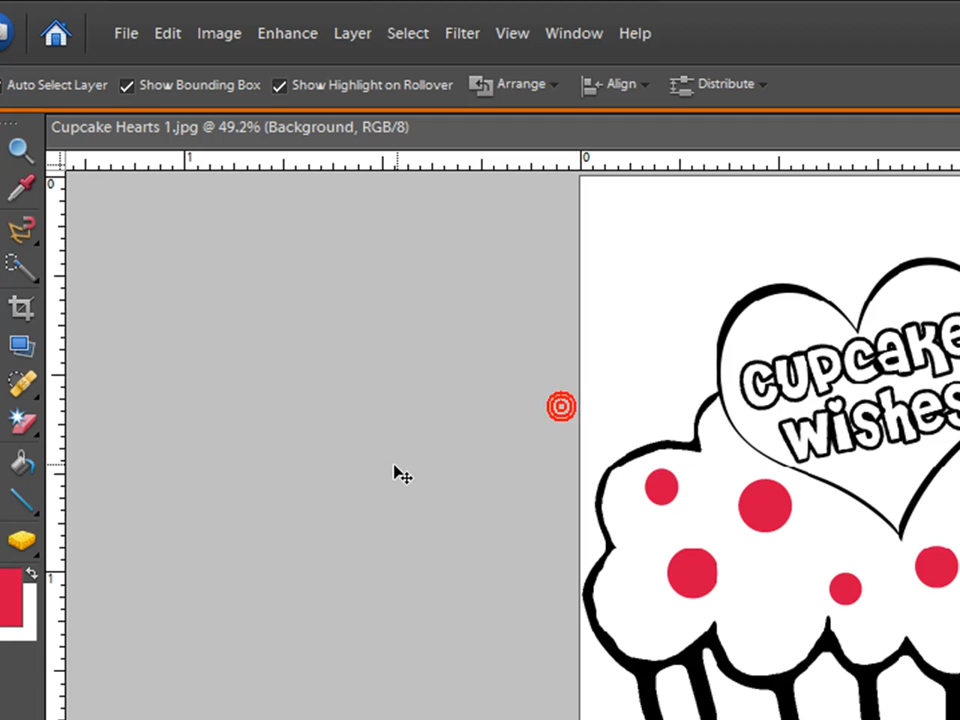 File Edit Image Enhance Layer Select Filter View Window Help
Auto Select Layer Show Bounding Box Show Highlight on Rollover Arrange Align Distribute
Cupcake Hearts 1.jpg @ 49.2% (Background, RGB/8)
1 0
0
cupcake
wishes
1